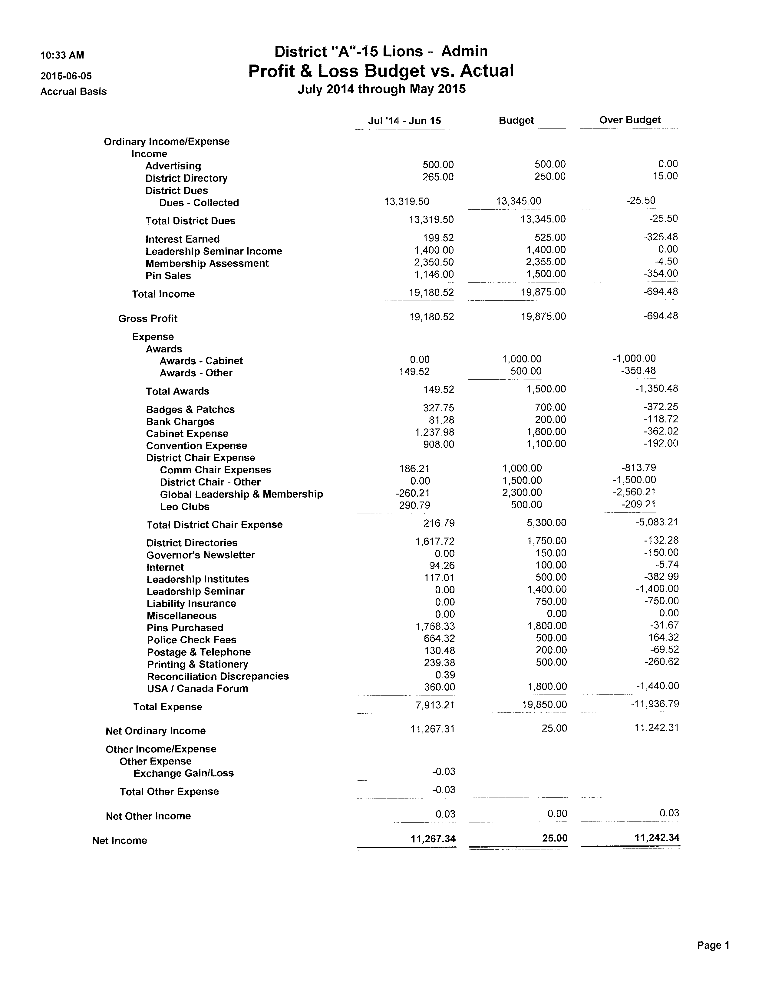 10:33 AM
2015-06-05
Accrual Basis
District "A"-15 Lions - Admin
Profit & Loss Budget vs. Actual
July 2014 through May 2015
Jul '14 - Jun 15 Budget Over Budget
Ordinary Income/Expense
Income
Advertising 500.00 500.00 0.00
District Directory 265.00 250.00 15.00
District Dues
Dues - Collected 13,319.50 13,345.00 -25.50
Total District Dues 13,319.50 13,345.00 -25.50
Interest Earned 199.52 525.00 -325.48
Leadership Seminar Income 1,400.00 1,400.00 0.00
Membership Assessment 2,350.50 2,355.00 -4.50
Pin Sales 1,146.00 1,500.00 -354.00
Total Income 19,180.52 19,875.00 -694.48
Gross Profit 19,180.52 19,875.00 -694.48
Expense
Awards
Awards - Cabinet 0.00 1,000.00 -1,000.00
Awards - Other 149.52 500.00 -350.48
Total Awards 149.52 1,500.00 -1,350.48
Badges & Patches 327.75 700.00 -372.25
Bank Charges 81.28 200.00 -118.72
Cabinet Expense 1,237.98 1,600.00 -362.02
Convention Expense 908.00 1,100.00 -192.00
District Chair Expense
Comm Chair Expenses 186.21 1,000.00 -813.79
District Chair - Other 0.00 1,500.00 -1,500.00
Global Leadership & Membership -260.21 2,300.00 -2,560.21
Leo Clubs 290.79 500.00 -209.21
Total District Chair Expense 216.79 5,300.00 -5,083.21
District Directories 1,617.72 1,750.00 -132.28
Governor's Newsletter 0.00 150.00 -150.00
Internet 94.26 100.00 -5.74
Leadership Institutes 117.01 500.00 -382.99
Leadership Seminar 0.00 1,400.00 -1,400.00
Liability Insurance 0.00 750.00 -750.00
Miscellaneous 0.00 0.00 0.00
Pins Purchased 1,768.33 1,800.00 -31.67
Police Check Fees 664.32 500.00 164.32
Postage & Telephone 130.48 200.00 -69.52
Printing & Stationery 239.38 500.00 -260.62
Reconciliation Discrepancies 0.39
USA / Canada Forum 360.00 1,800.00 -1,440.00
Total Expense 7,913.21 19,850.00 -11,936.79
Net Ordinary Income 11,267.31 25.00 11,242.31
Other Income/Expense
Other Expense
Exchange Gain/Loss -0.03
Total Other Expense -0.03
Net Other Income 0.03 0.00 0.03
Net Income 11,267.34 25.00 11,242.34
Page 1